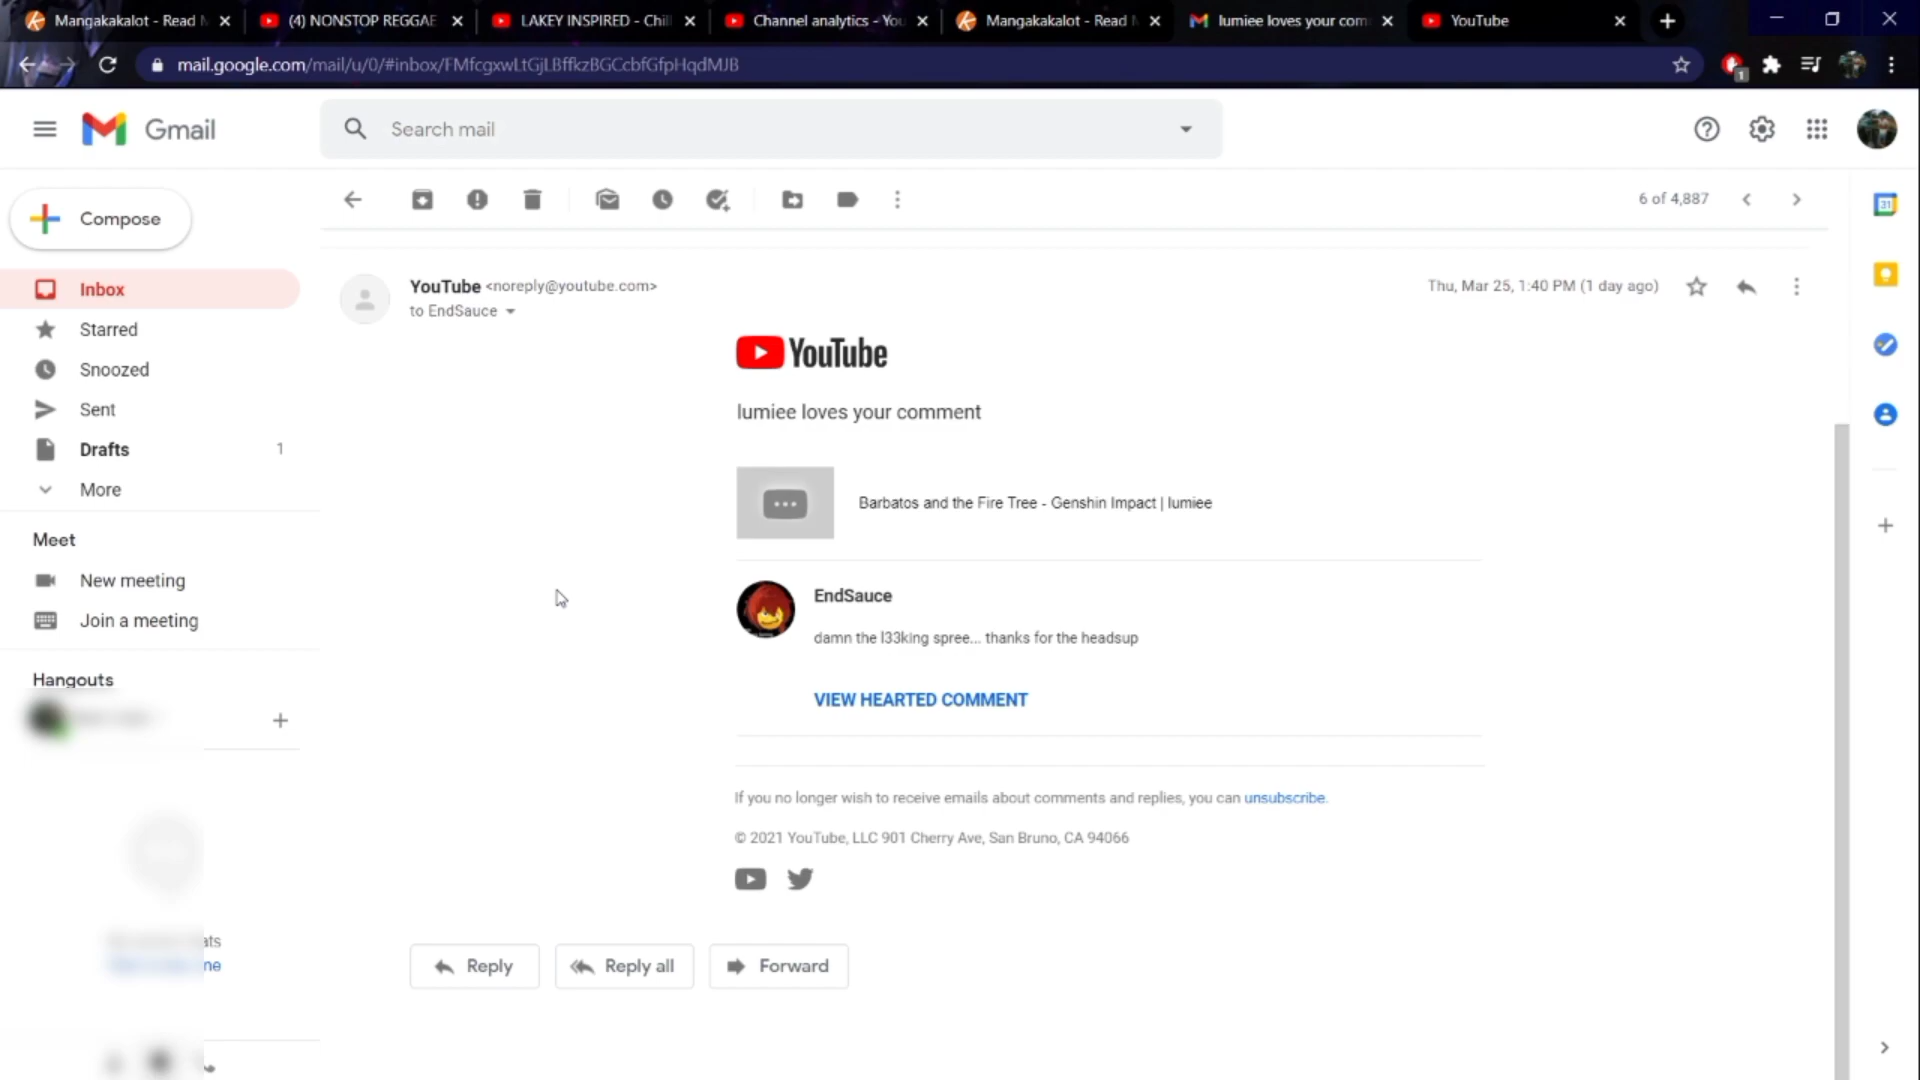 Mangakakalot - Read M
(4) NONSTOP REGGAE
LAKEY INSPIRED - Chill
Channel analytics - You
Mangakakalot - Read M
lumiee loves your com
YouTube
mail.google.com/mail/u/0/#inbox/FMfcgxwLtGjLBffkzBGCcbfGfpHqdMJB
1
Gmail
Search mail
Compose
6 of 4,887
31
Inbox
Starred
Snoozed
Sent
Drafts 1
More
Meet
New meeting
Join a meeting
Hangouts
YouTube <noreply@youtube.com>
Thu, Mar 25, 1:40 PM (1 day ago)
to EndSauce
YouTube
lumiee loves your comment
Barbatos and the Fire Tree - Genshin Impact | lumiee
EndSauce
damn the l33king spree... thanks for the headsup
VIEW HEARTED COMMENT
If you no longer wish to receive emails about comments and replies, you can unsubscribe.
© 2021 YouTube, LLC 901 Cherry Ave, San Bruno, CA 94066
Reply
Reply all
Forward